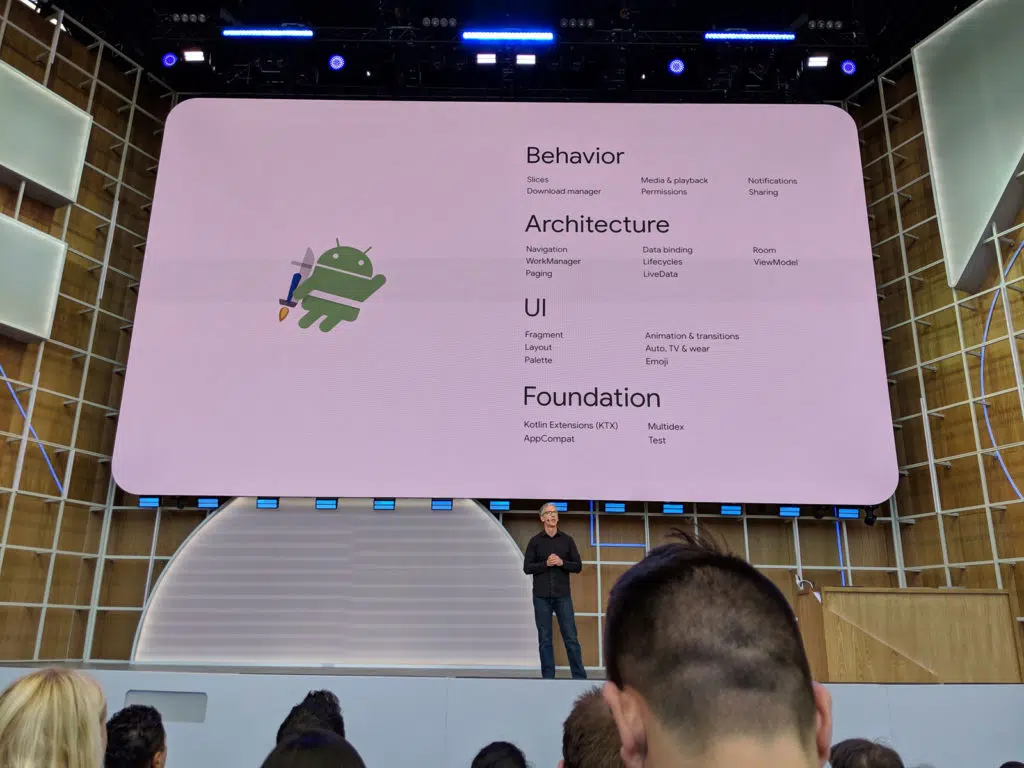 Behavior
Slices Media & playback Notifications
Download manager Permissions Sharing
Architecture
Navigation Data binding Room
WorkManager Lifecycles ViewModel
Paging LiveData
UI
Fragment Animation & transitions
Layout Auto, TV & wear
Palette Emoji
Foundation
Kotlin Extensions (KTX) Multidex
AppCompat Test